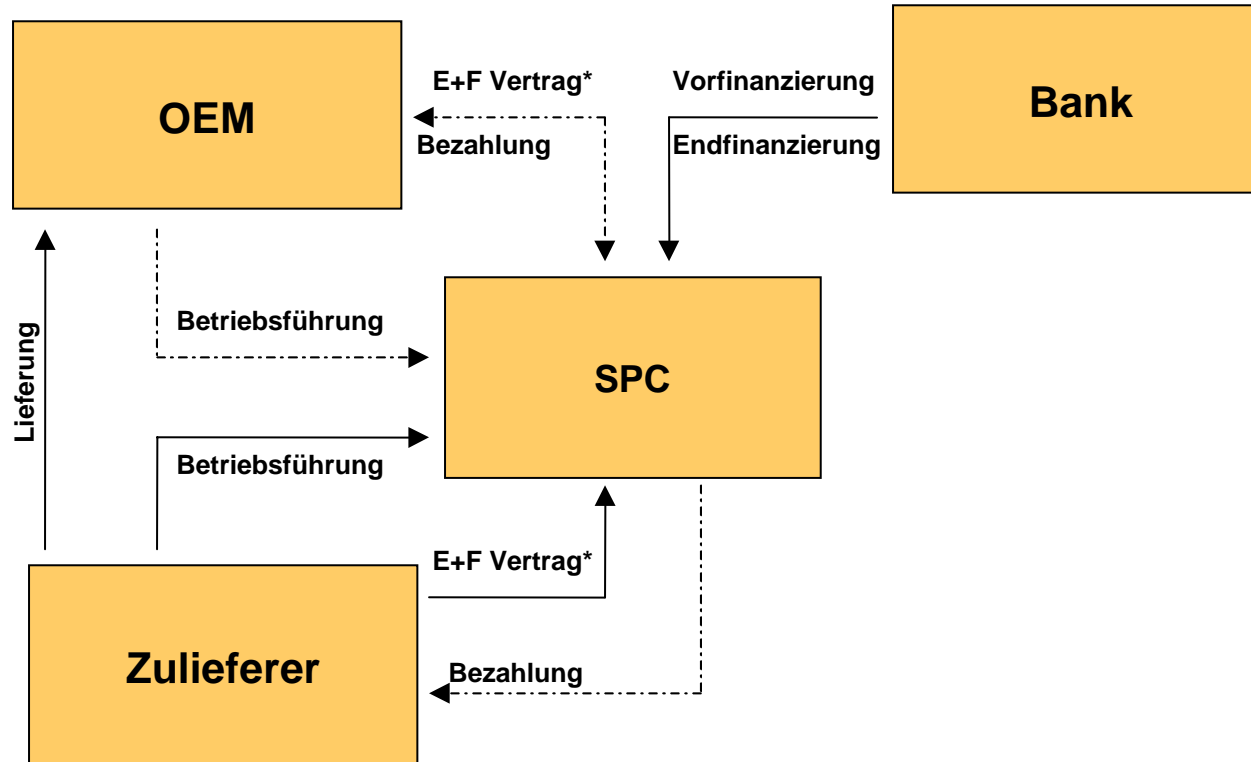 OEM
E+F Vertrag*
Bezahlung
Vorfinanzierung
Endfinanzierung
Bank
Lieferung
Betriebsführung
SPC
Betriebsführung
E+F Vertrag*
Zulieferer
Bezahlung